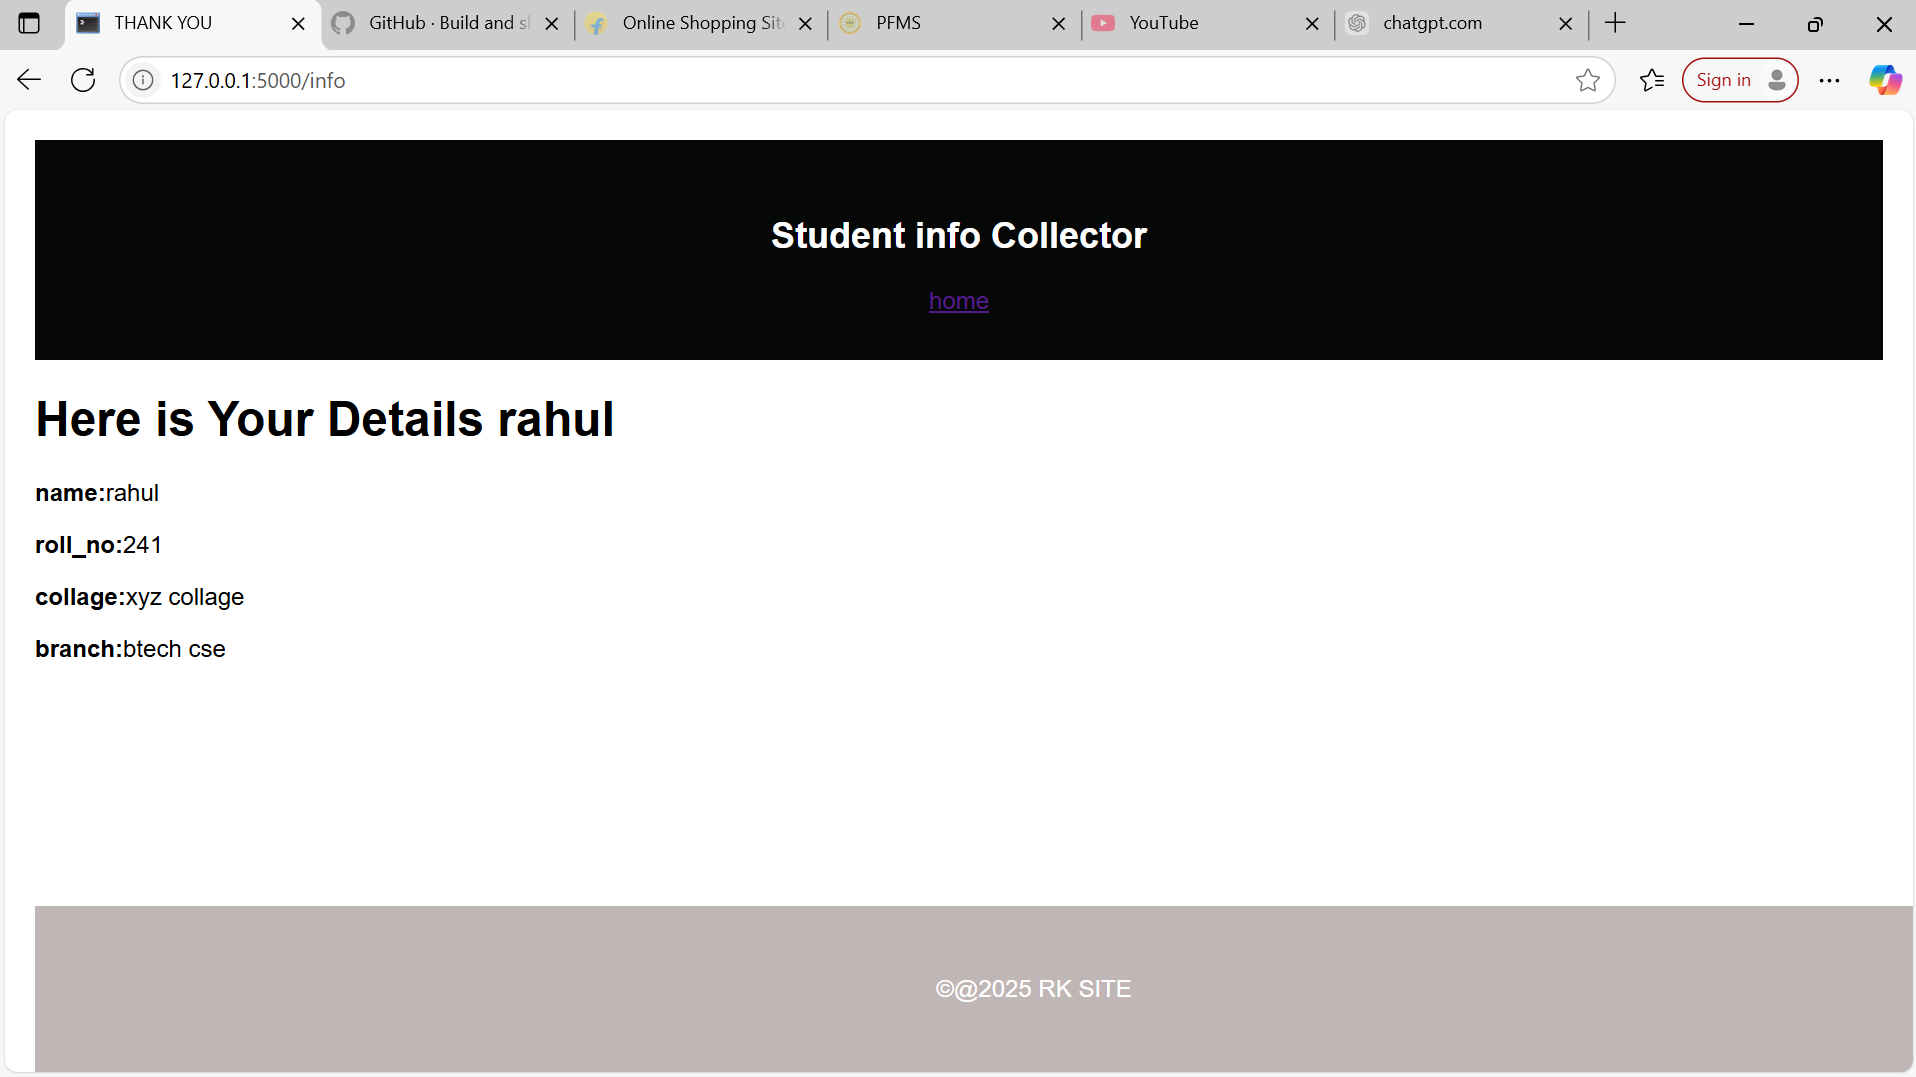 THANK YOU
GitHub · Build and sh
Online Shopping Site
PFMS
YouTube
chatgpt.com
127.0.0.1:5000/info
Sign in
Student info Collector
home
Here is Your Details rahul
name:rahul
roll_no:241
collage:xyz collage
branch:btech cse
©@2025 RK SITE